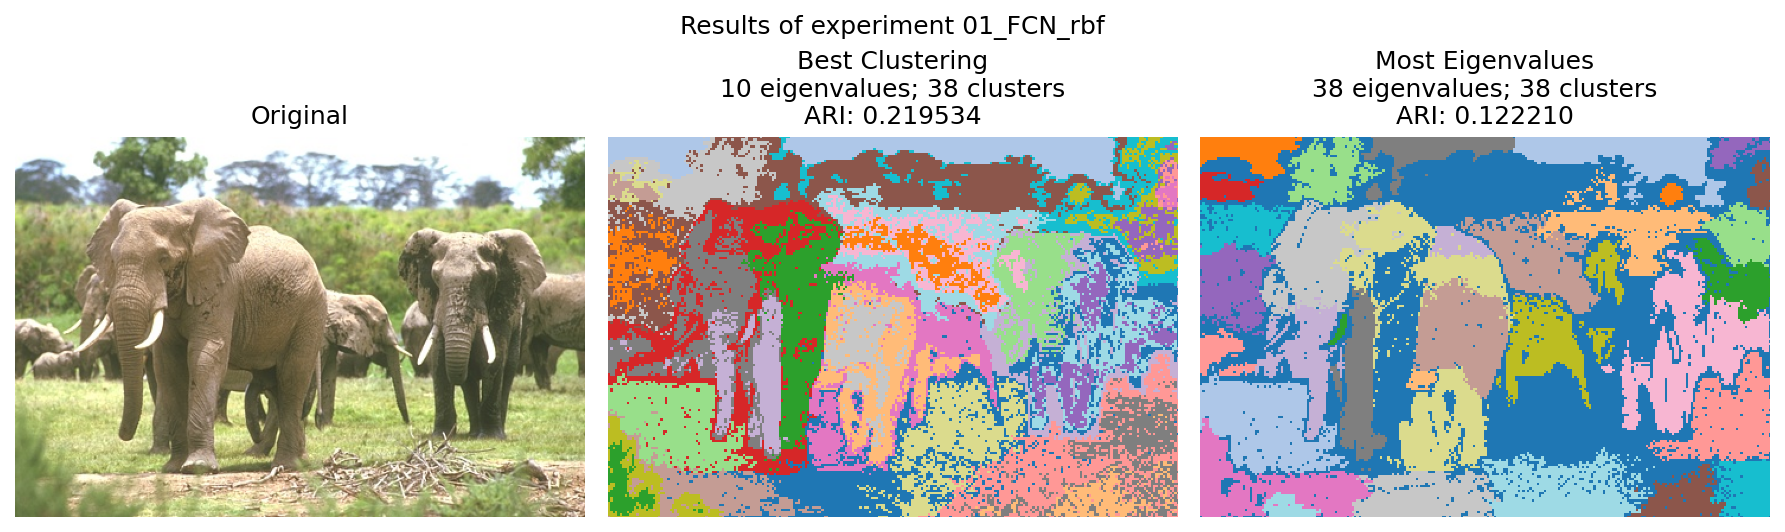 Results of experiment 01_FCN_rbf
Original
Best Clustering
10 eigenvalues; 38 clusters
ARI: 0.219534
Most Eigenvalues
38 eigenvalues; 38 clusters
ARI: 0.122210